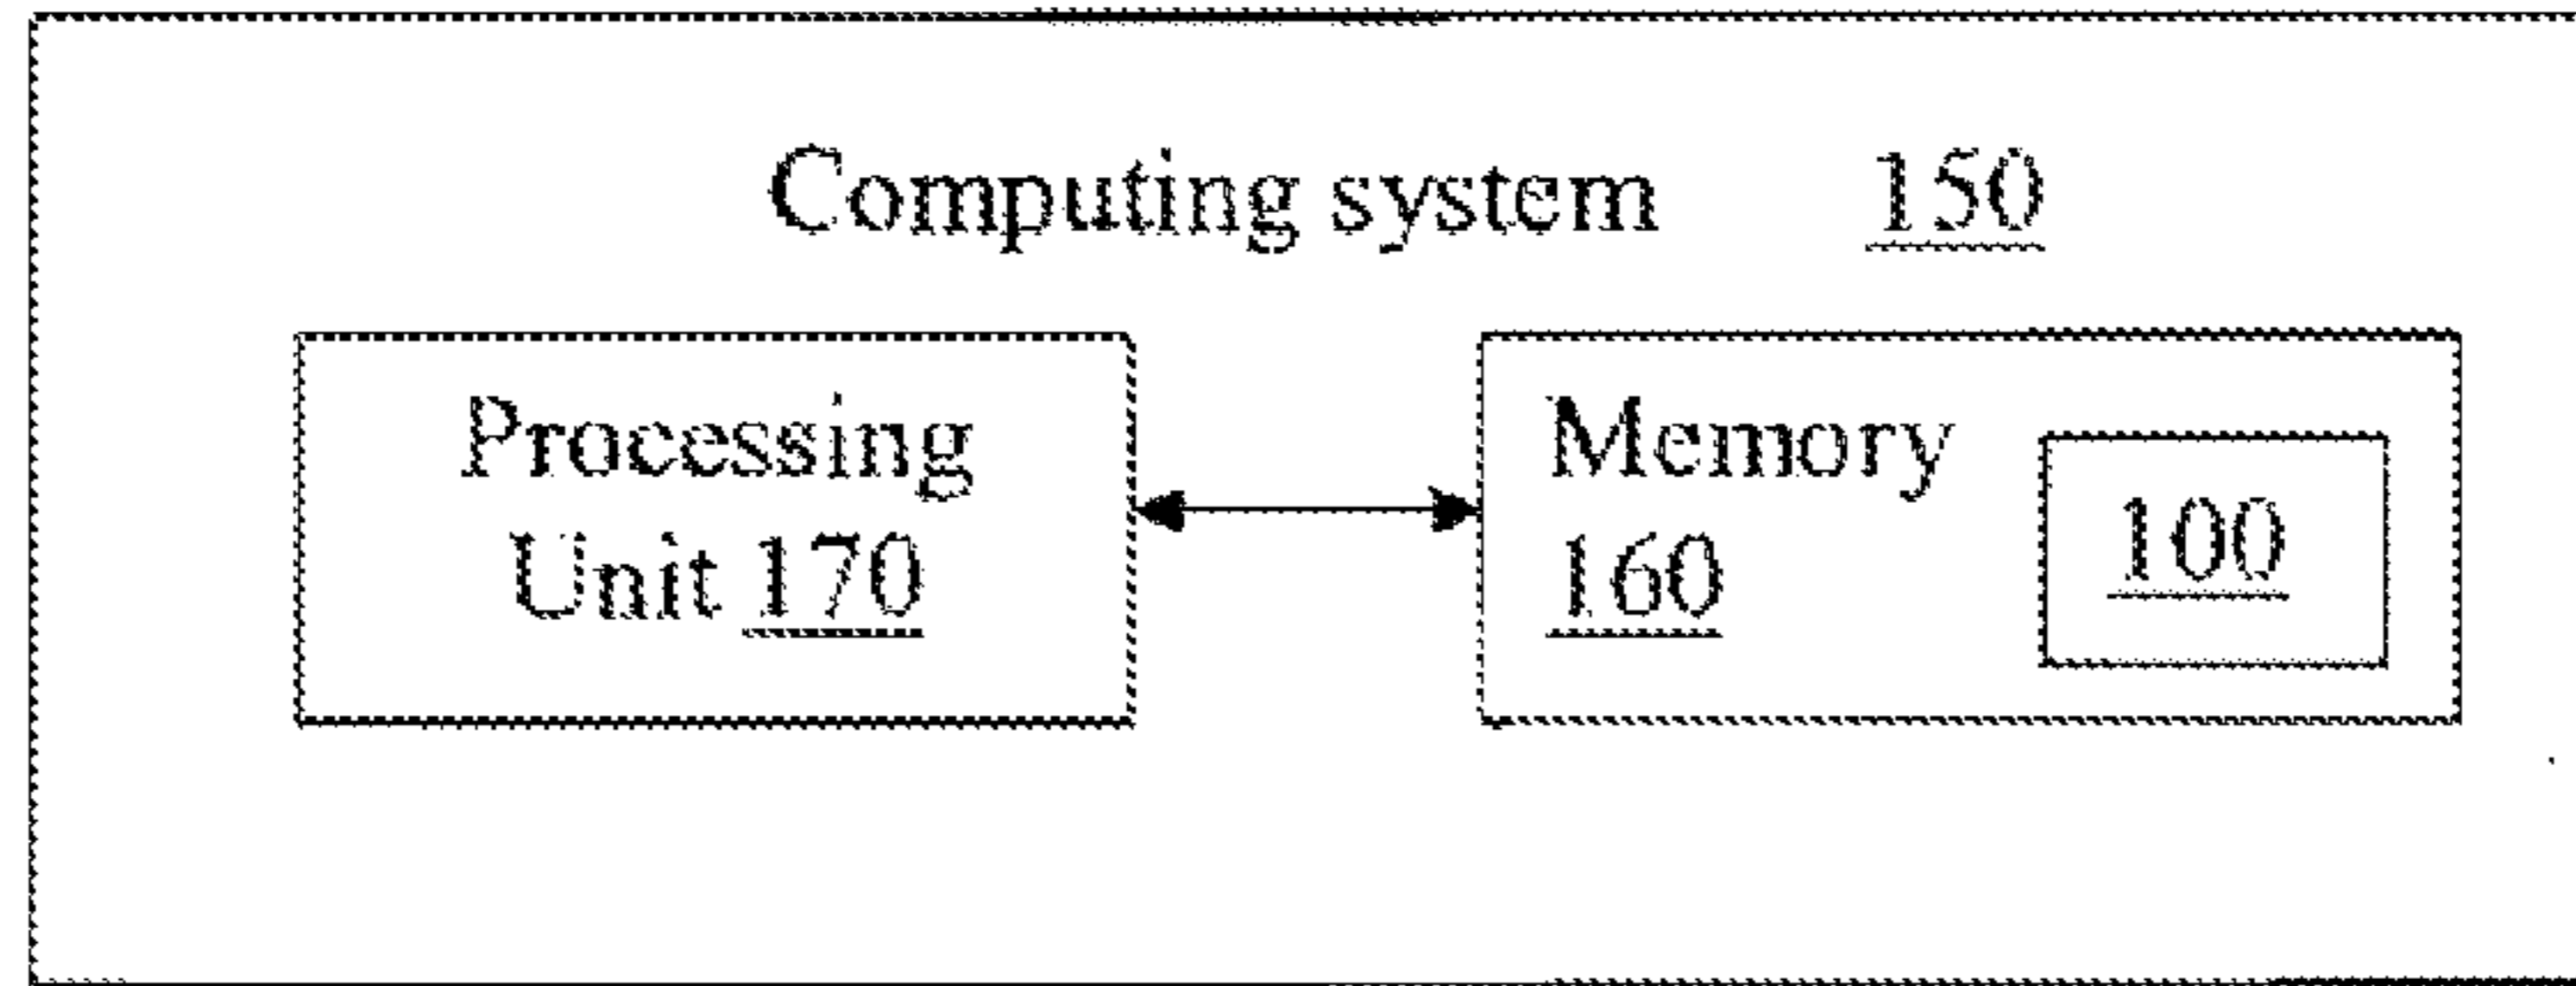 Computing system 150
Processing
Unit 170
Memory
160
100